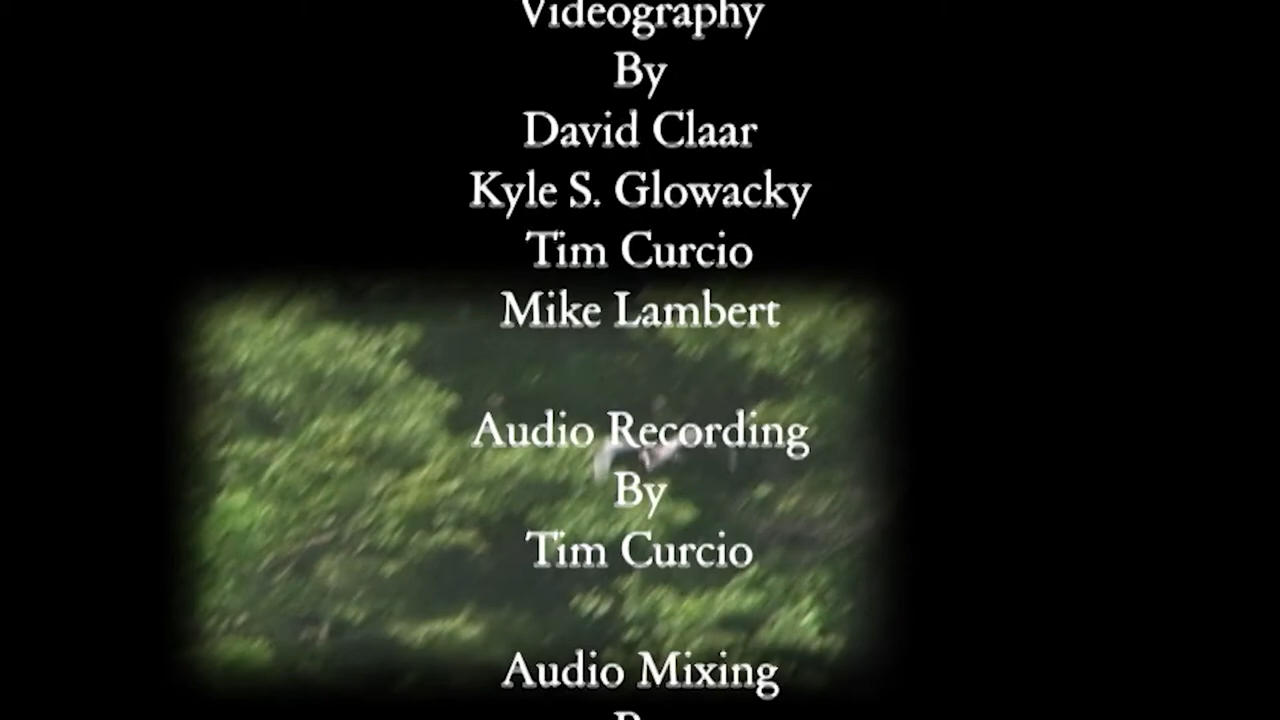 Videography
By
David Claar
Kyle S. Glowacky
Tim Curcio
Mike Lambert
Audio Recording
By
Tim Curcio
Audio Mixing